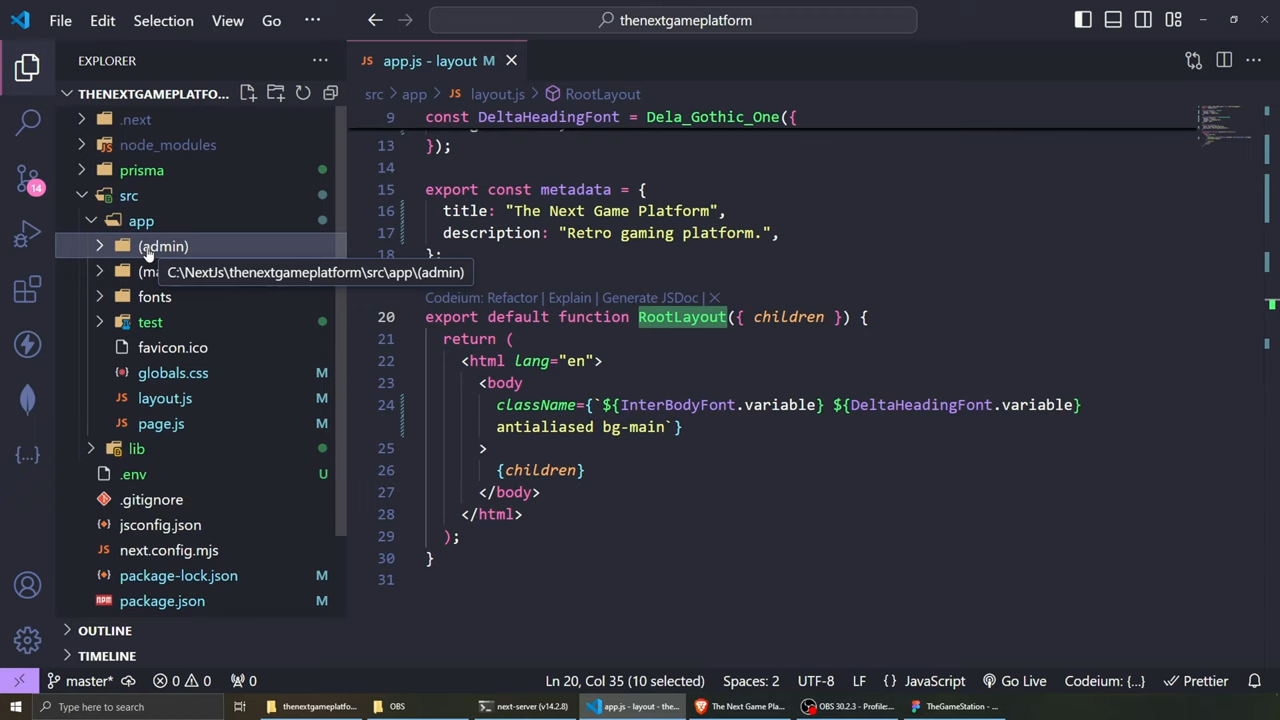 File Edit Selection View Go ···
thenextgameplatform
EXPLORER ···
THENEXTGAMEPLATFO...
.next
node_modules
prisma
src
app
(admin)
(ma
C:\NextJs\thenextgameplatform\src\app\(admin)
fonts
test
favicon.ico
globals.css M
layout.js M
page.js M
lib
.env U
.gitignore
jsconfig.json
next.config.mjs
package-lock.json M
package.json M
OUTLINE
TIMELINE
14
JS app.js - layout M
src > app > JS layout.js > RootLayout
9 const DeltaHeadingFont = Dela_Gothic_One({
13 });
14
15 export const metadata = {
16 title: "The Next Game Platform",
17 description: "Retro gaming platform.",
18 };
Codeium: Refactor | Explain | Generate JSDoc | ✕
20 export default function RootLayout({ children }) {
21 return (
22 <html lang="en">
23 <body
24 className={`${InterBodyFont.variable} ${DeltaHeadingFont.variable}
antialiased bg-main`}
25 >
26 {children}
27 </body>
28 </html>
29 );
30 }
31
master* 0 0 0 Ln 20, Col 35 (10 selected) Spaces: 2 UTF-8 LF {} JavaScript Go Live Codeium: {...} Prettier
Type here to search thenextgameplatfo... OBS next-server (v14.2.8) app.js - layout - the... The Next Game Pla... OBS 30.2.3 - Profile:... TheGameStation - ...